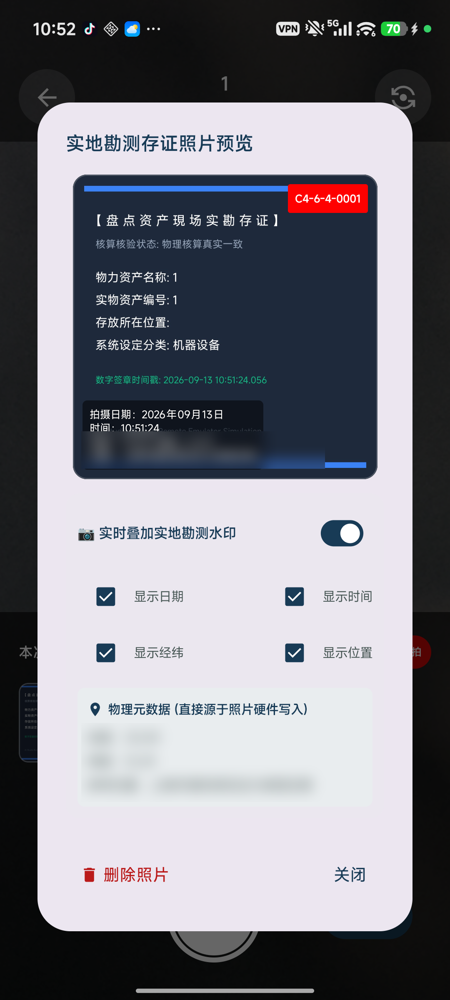 10:52
VPN 5G 6 70
1
实地勘测存证照片预览
C4-6-4-0001
【盘点资产現场实勘存证】
核算核验状态: 物理核算真实一致
物力资产名称: 1
实物资产编号: 1
存放所在位置:
系统设定分类: 机器设备
数字签章时间戳: 2026-09-13 10:51:24.056
拍摄日期: 2026年09月13日
时间: 10:51:24
Remote Emulator Simulation
📷 实时叠加实地勘测水印
显示日期
显示时间
显示经纬
显示位置
本次
拍
物理元数据 (直接源于照片硬件写入)
删除照片
关闭